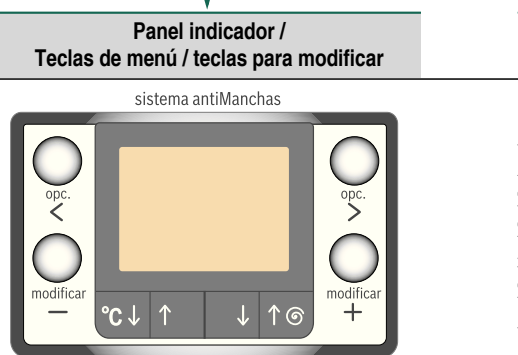 Panel indicador /
Teclas de menú / teclas para modificar
sistema antiManchas
opc. opc.
< >
modificar modificar
— +
°C ↓ ↑ ↓ ↑